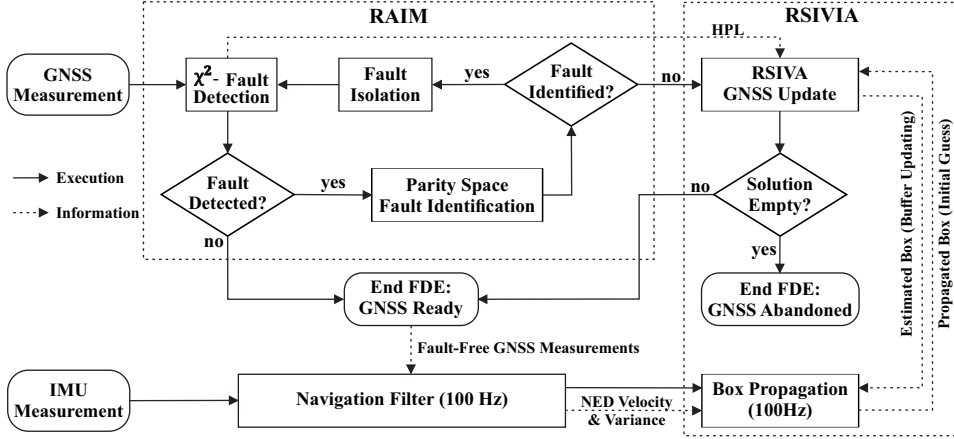 RAIM
RSIVIA
HPL
GNSS
Measurement
χ²- Fault
Detection
Fault
Isolation
yes
Fault
Identified?
no
RSIVA
GNSS Update
Execution
Information
Fault
Detected?
yes
Parity Space
Fault Identification
no
Solution
Empty?
no
yes
End FDE:
GNSS Ready
End FDE:
GNSS Abandoned
Estimated Box (Buffer Updating)
Propagated Box (Initial Guess)
Fault-Free GNSS Measurements
IMU
Measurement
Navigation Filter (100 Hz)
NED Velocity
& Variance
Box Propagation
(100Hz)